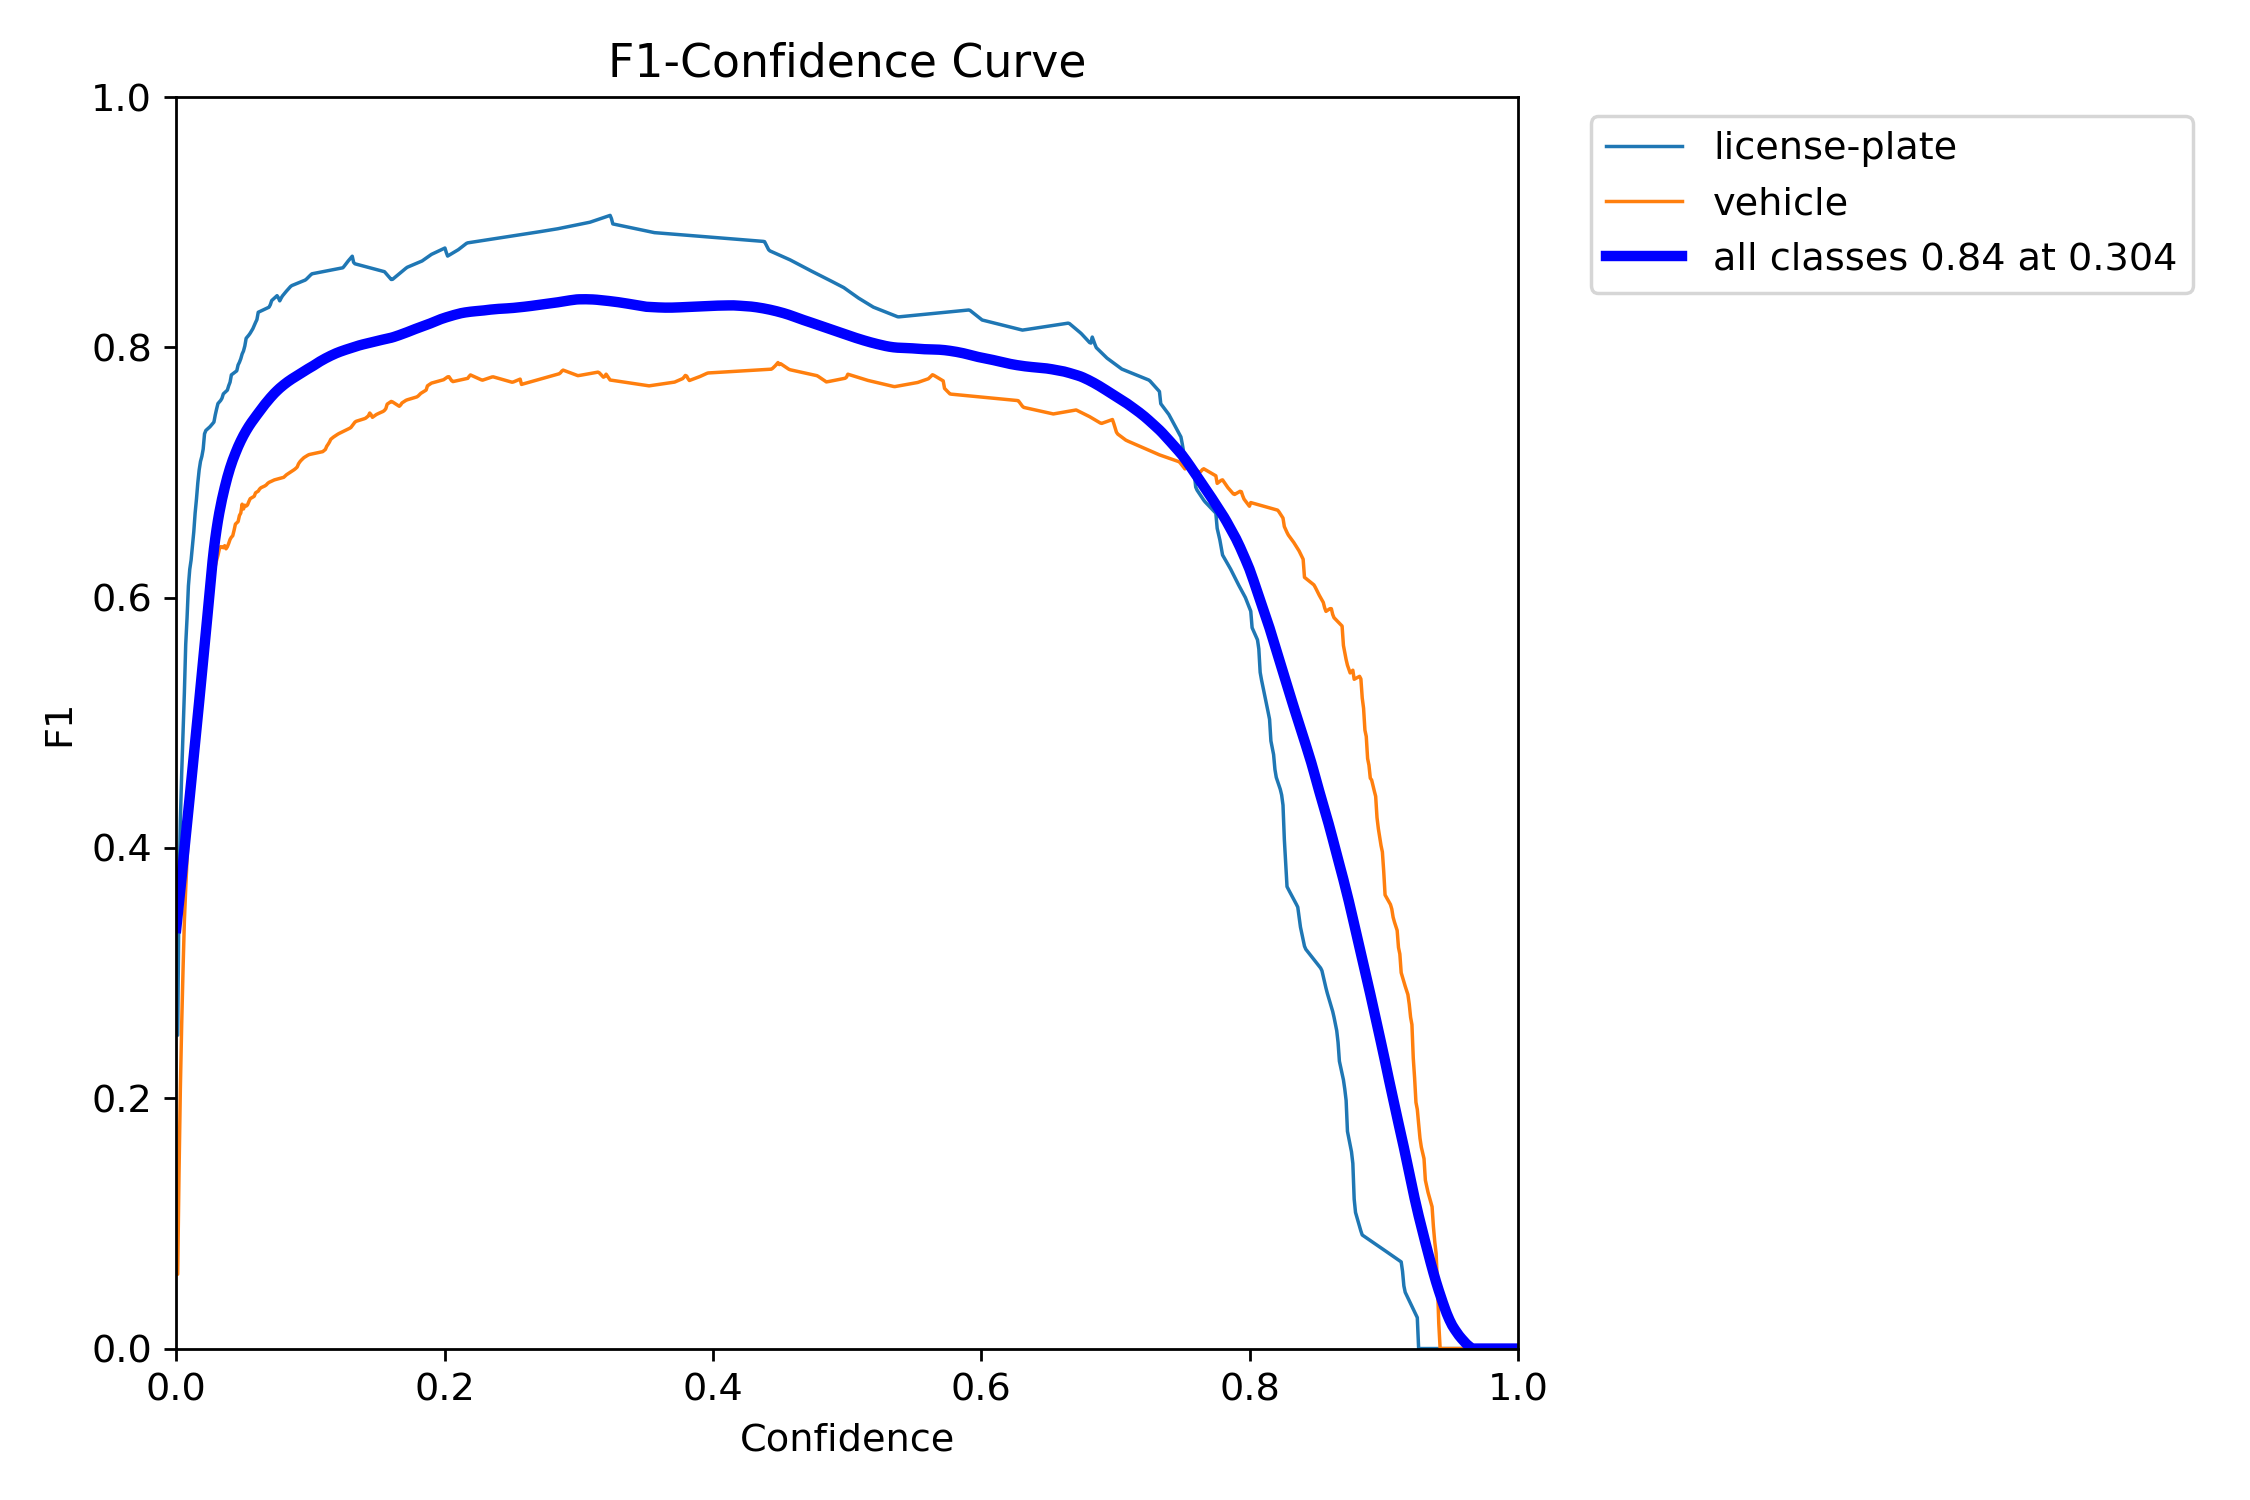 F1-Confidence Curve
license-plate
vehicle
all classes 0.84 at 0.304
F1
1.0
0.8
0.6
0.4
0.2
0.0
0.0 0.2 0.4 0.6 0.8 1.0
Confidence